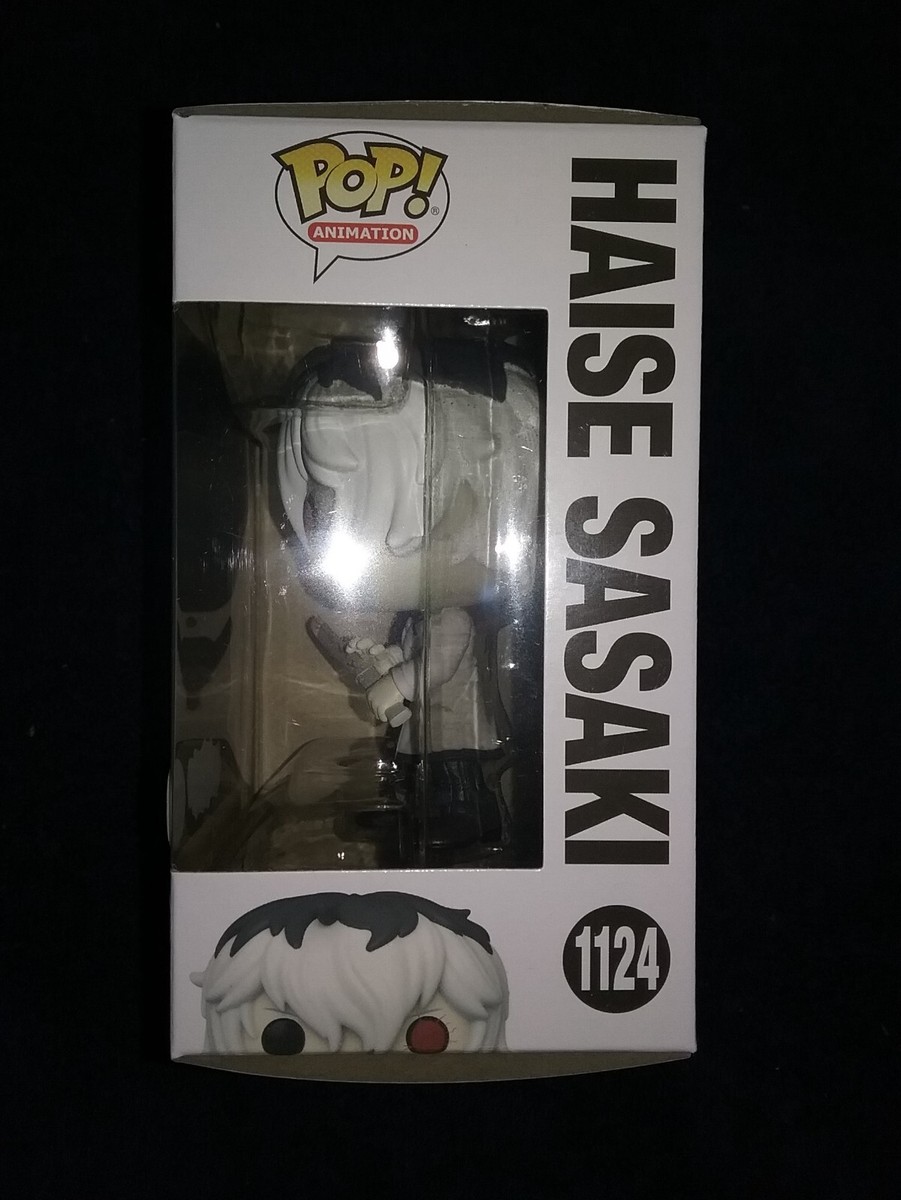 POP!®
ANIMATION
HAISE SASAKI
1124